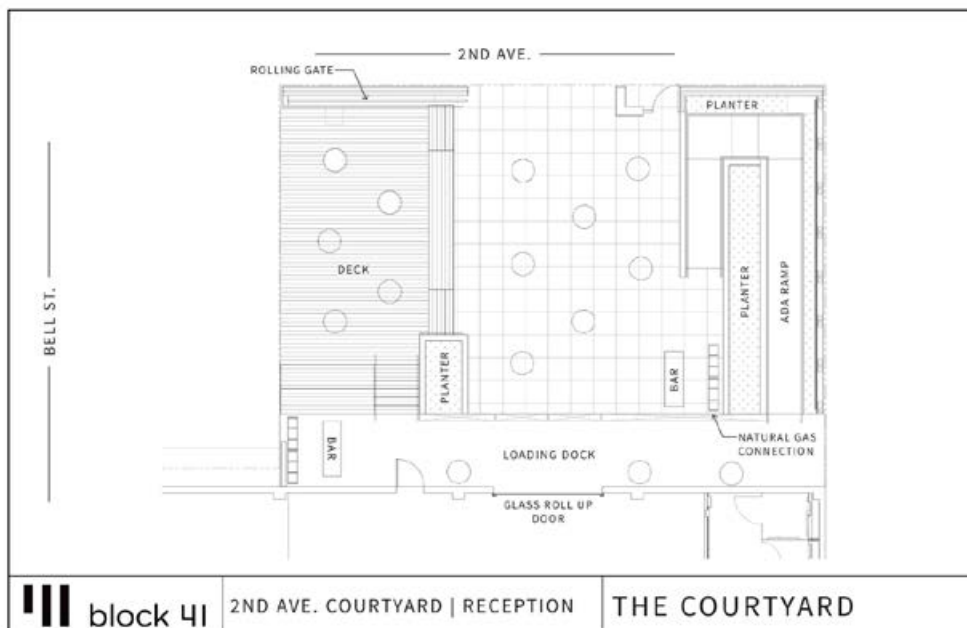 2ND AVE.
ROLLING GATE
PLANTER
BELL ST.
DECK
PLANTER
ADA RAMP
PLANTER
BAR
BAR
NATURAL GAS
CONNECTION
LOADING DOCK
GLASS ROLL UP
DOOR
block 41
2ND AVE. COURTYARD | RECEPTION
THE COURTYARD